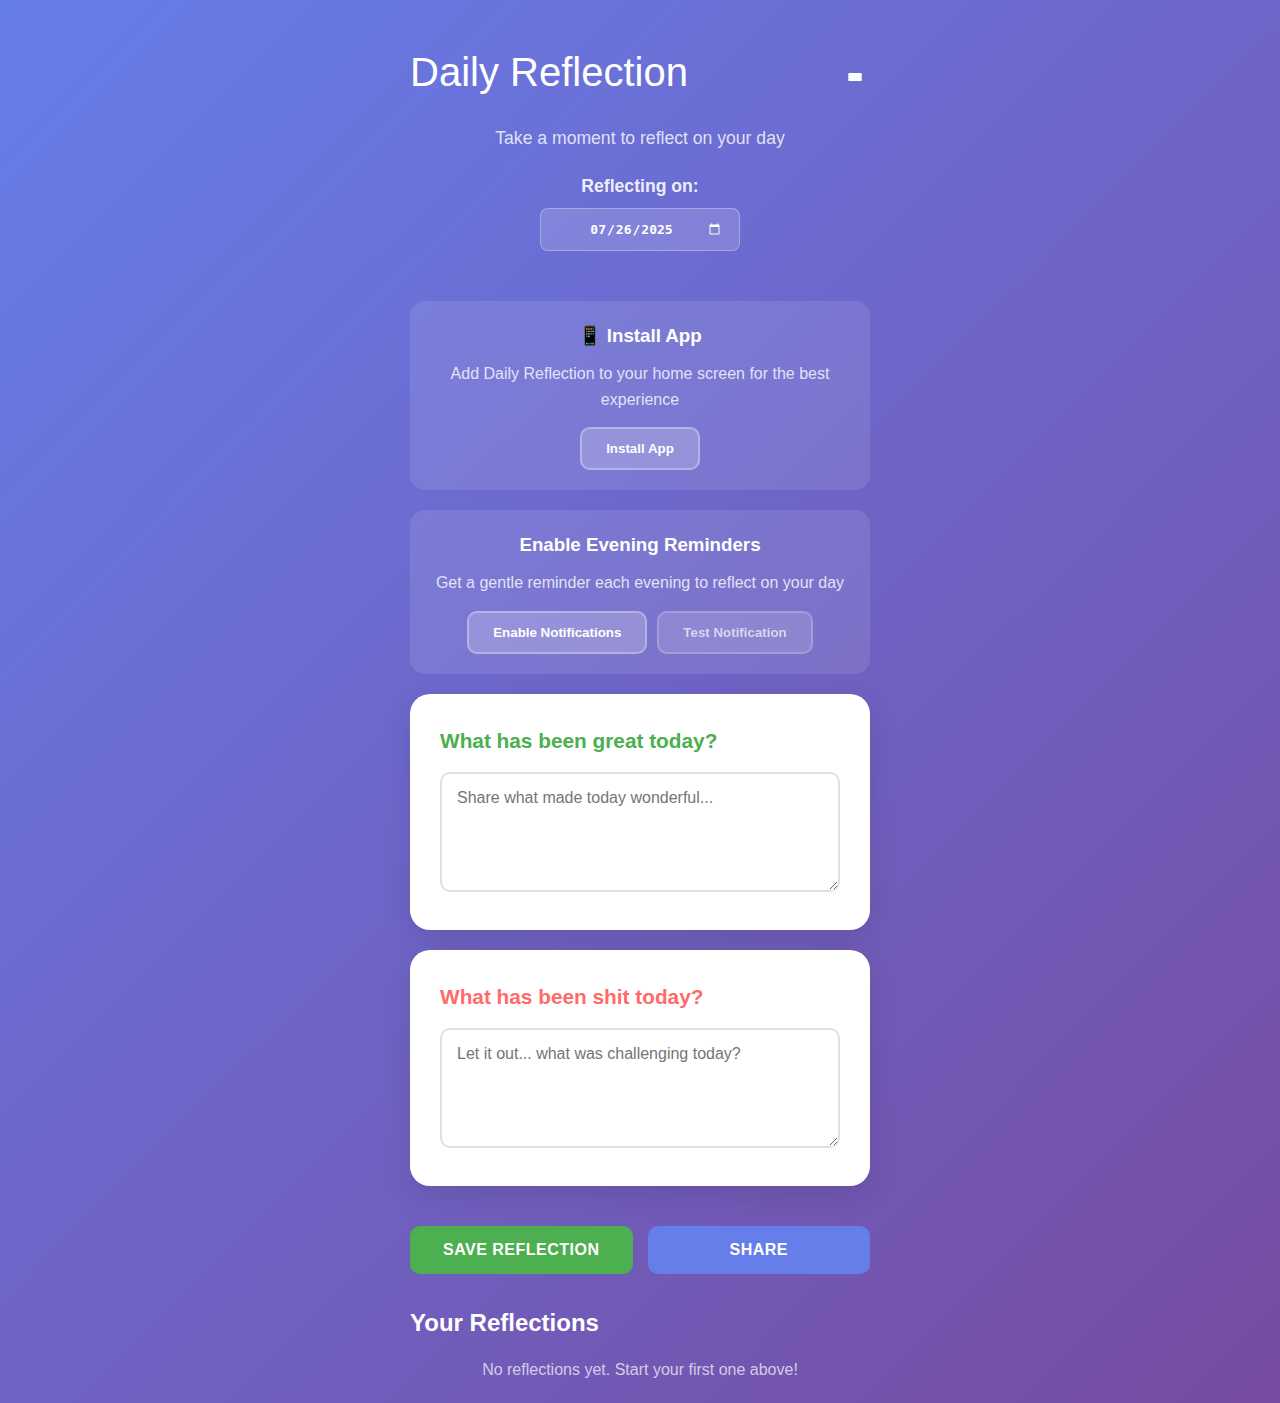 Daily Reflection
Take a moment to reflect on your day
Reflecting on:
07/26/2025
📱 Install App
Add Daily Reflection to your home screen for the best
experience
Install App
Enable Evening Reminders
Get a gentle reminder each evening to reflect on your day
Enable Notifications
Test Notification
What has been great today?
Share what made today wonderful...
What has been shit today?
Let it out... what was challenging today?
SAVE REFLECTION
SHARE
Your Reflections
No reflections yet. Start your first one above!